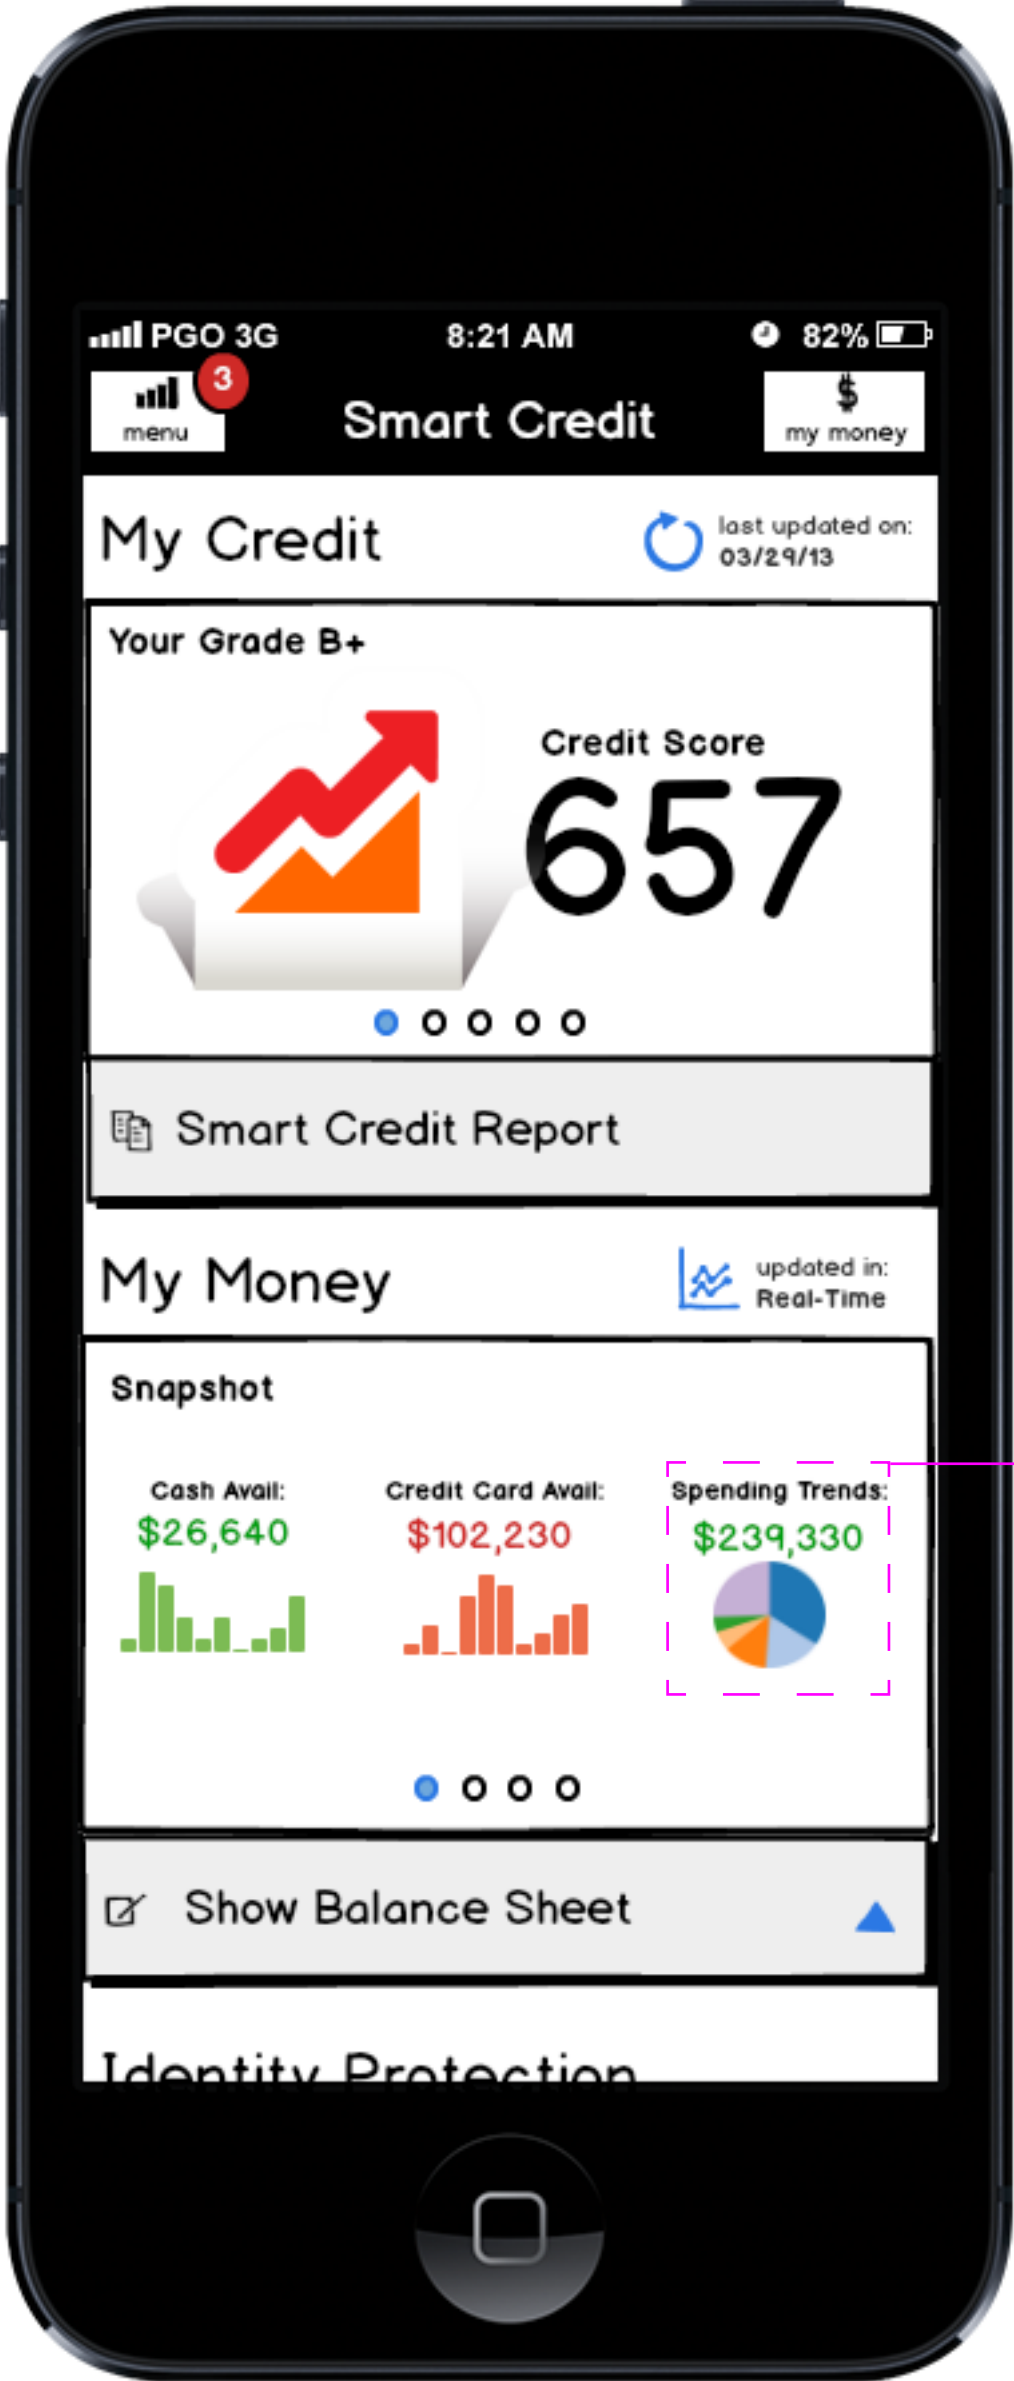 PGO 3G 8:21 AM 82%
menu 3 Smart Credit $ my money
My Credit
last updated on:
03/29/13
Your Grade B+
Credit Score
657
Smart Credit Report
My Money
updated in:
Real-Time
Snapshot
Cash Avail: Credit Card Avail: Spending Trends:
$26,640 $102,230 $239,330
Show Balance Sheet
Identity Protection